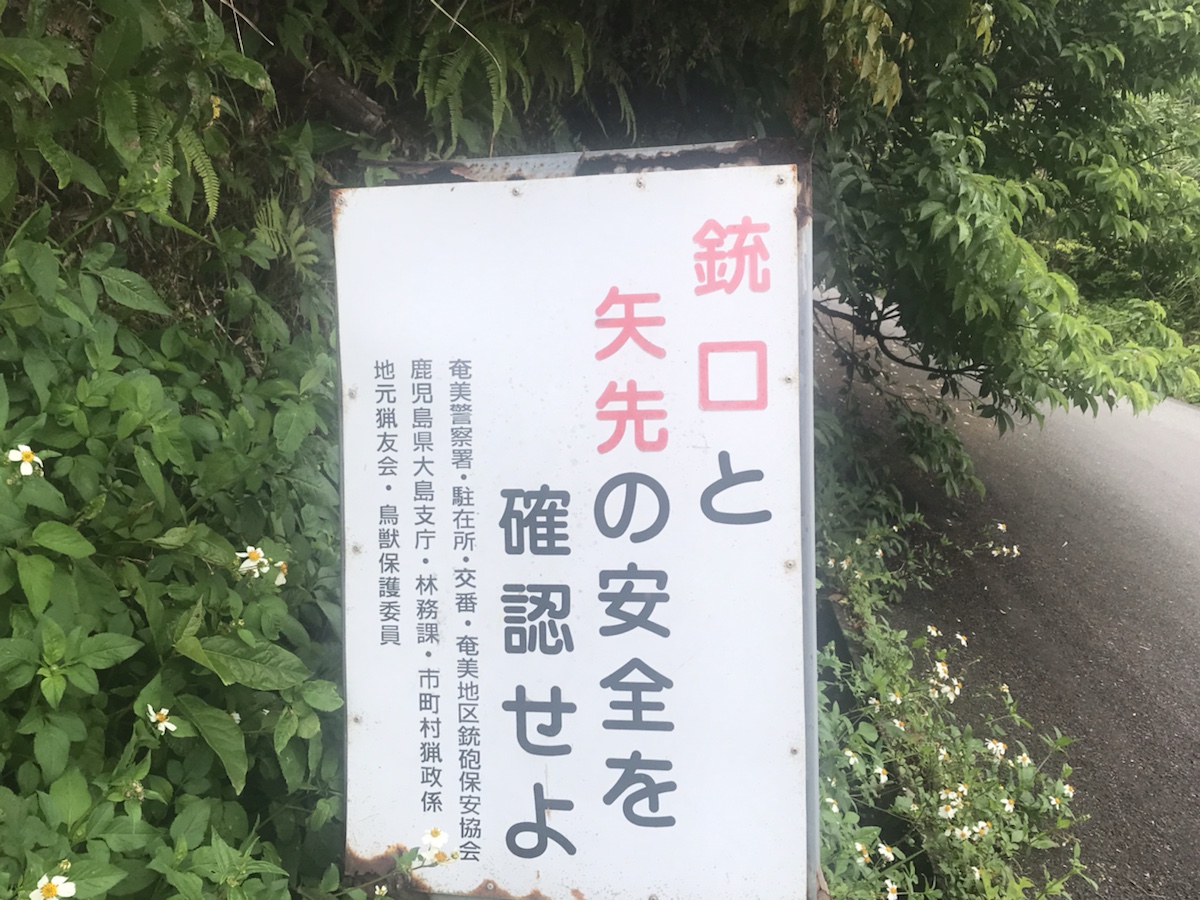 銃口と
矢先の安全を
確認せよ
奄美警察署・駐在所・交番・奄美地区銃砲保安協会
鹿児島県大島支庁・林務課・市町村猟政係
地元猟友会・鳥獣保護委員